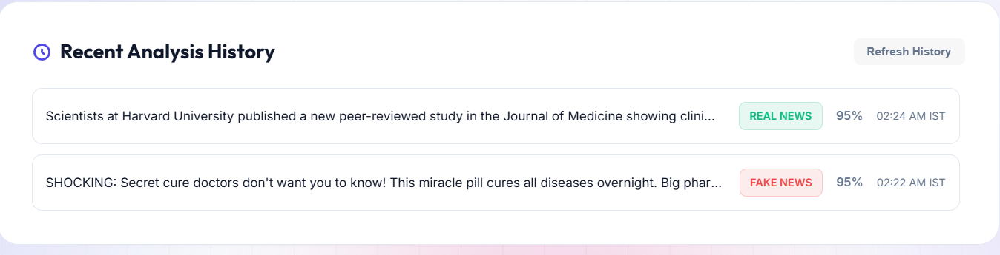 Recent Analysis History
Refresh History
Scientists at Harvard University published a new peer-reviewed study in the Journal of Medicine showing clini... REAL NEWS 95% 02:24 AM IST
SHOCKING: Secret cure doctors don't want you to know! This miracle pill cures all diseases overnight. Big phar... FAKE NEWS 95% 02:22 AM IST